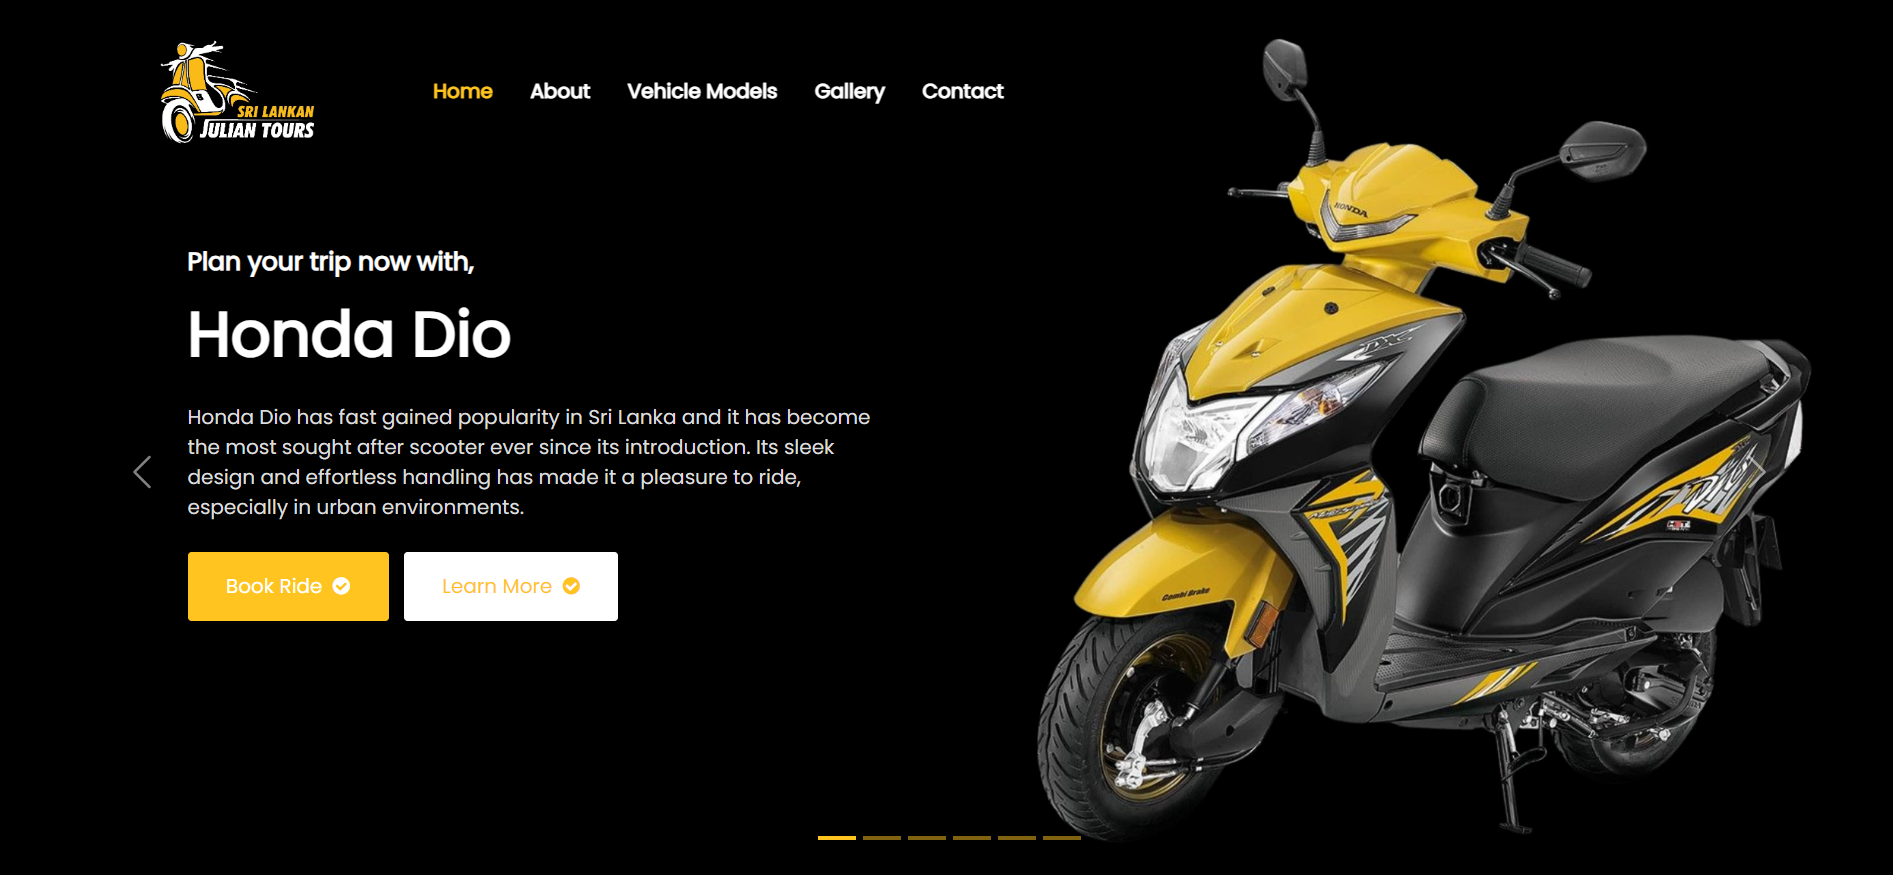 SRI LANKAN
JULIAN TOURS
Home About Vehicle Models Gallery Contact
Plan your trip now with,
Honda Dio
Honda Dio has fast gained popularity in Sri Lanka and it has become
the most sought after scooter ever since its introduction. Its sleek
design and effortless handling has made it a pleasure to ride,
especially in urban environments.
Book Ride
Learn More
HONDA
DX
Combi Brake
DIO